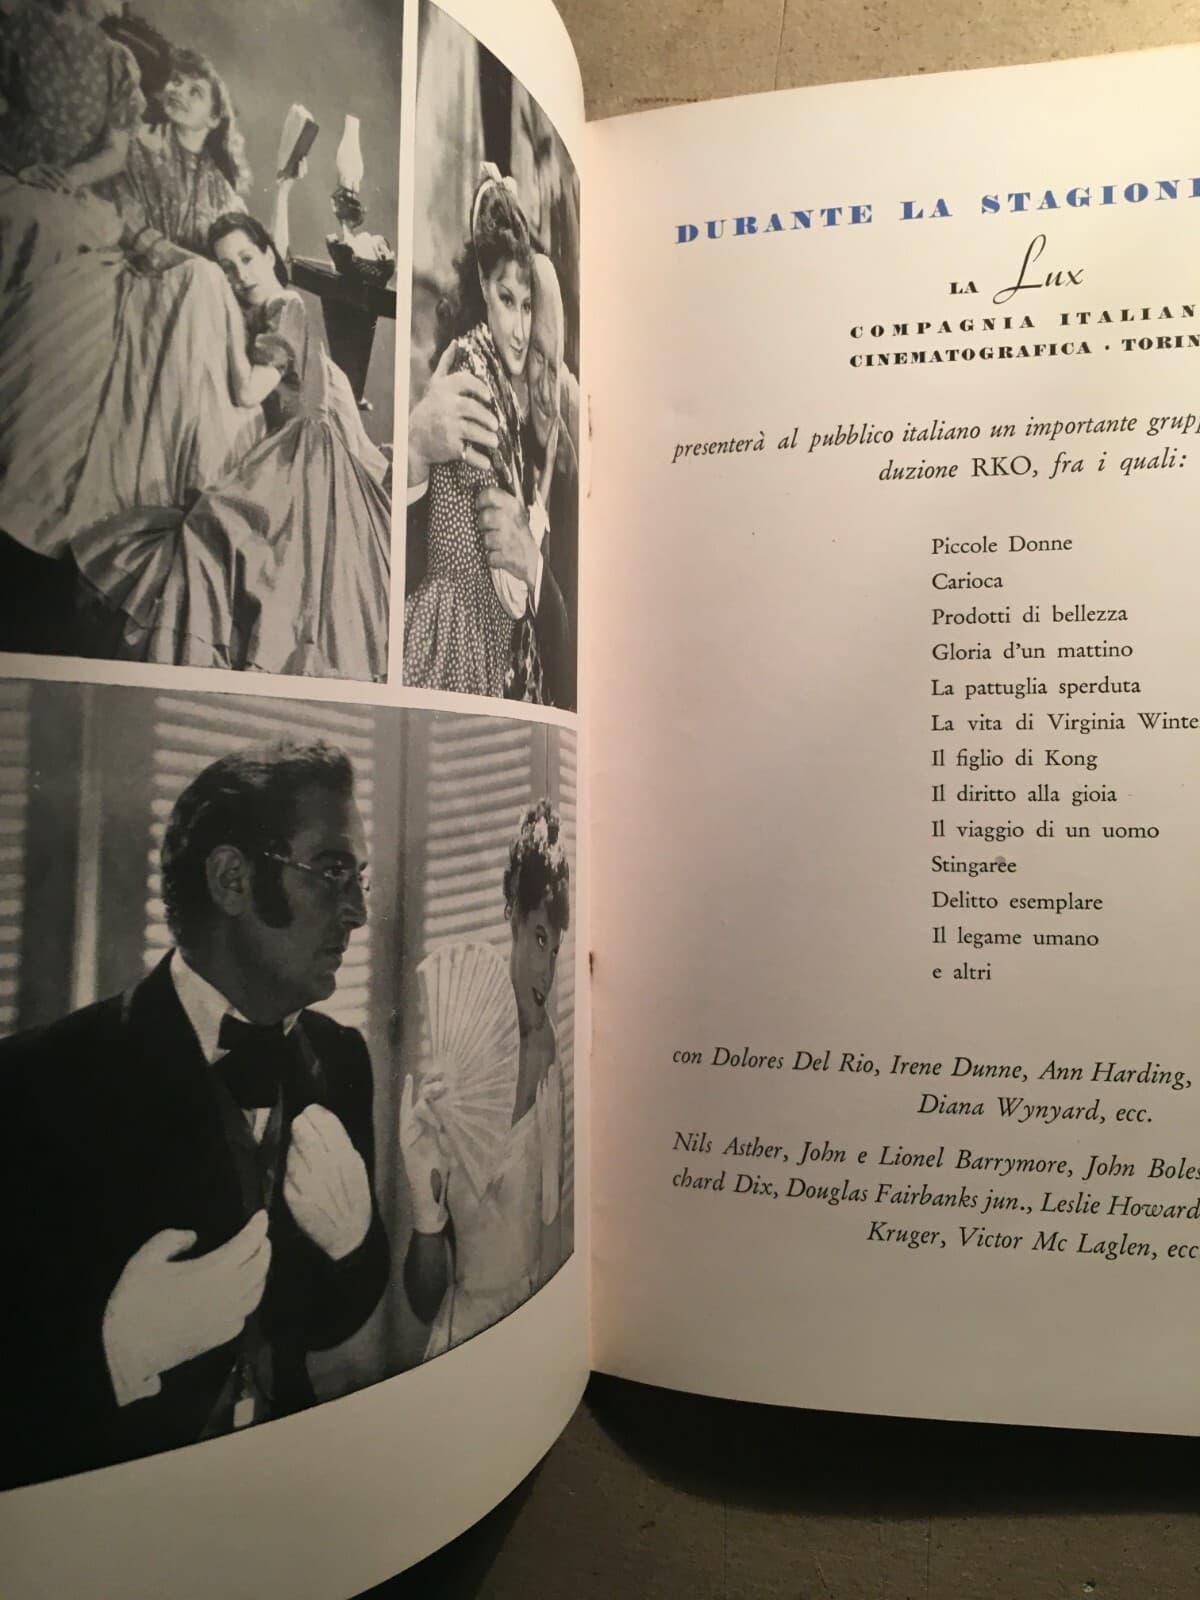 DURANTE LA STAGIONE
LA Lux
COMPAGNIA ITALIAN
CINEMATOGRAFICA · TORIN
presenterà al pubblico italiano un importante grupp
duzione RKO, fra i quali:
Piccole Donne
Carioca
Prodotti di bellezza
Gloria d'un mattino
La pattuglia sperduta
La vita di Virginia Winte
Il figlio di Kong
Il diritto alla gioia
Il viaggio di un uomo
Stingaree
Delitto esemplare
Il legame umano
e altri
con Dolores Del Rio, Irene Dunne, Ann Harding,
Diana Wynyard, ecc.
Nils Asther, John e Lionel Barrymore, John Boles
chard Dix, Douglas Fairbanks jun., Leslie Howard
Kruger, Victor Mc Laglen, ecc